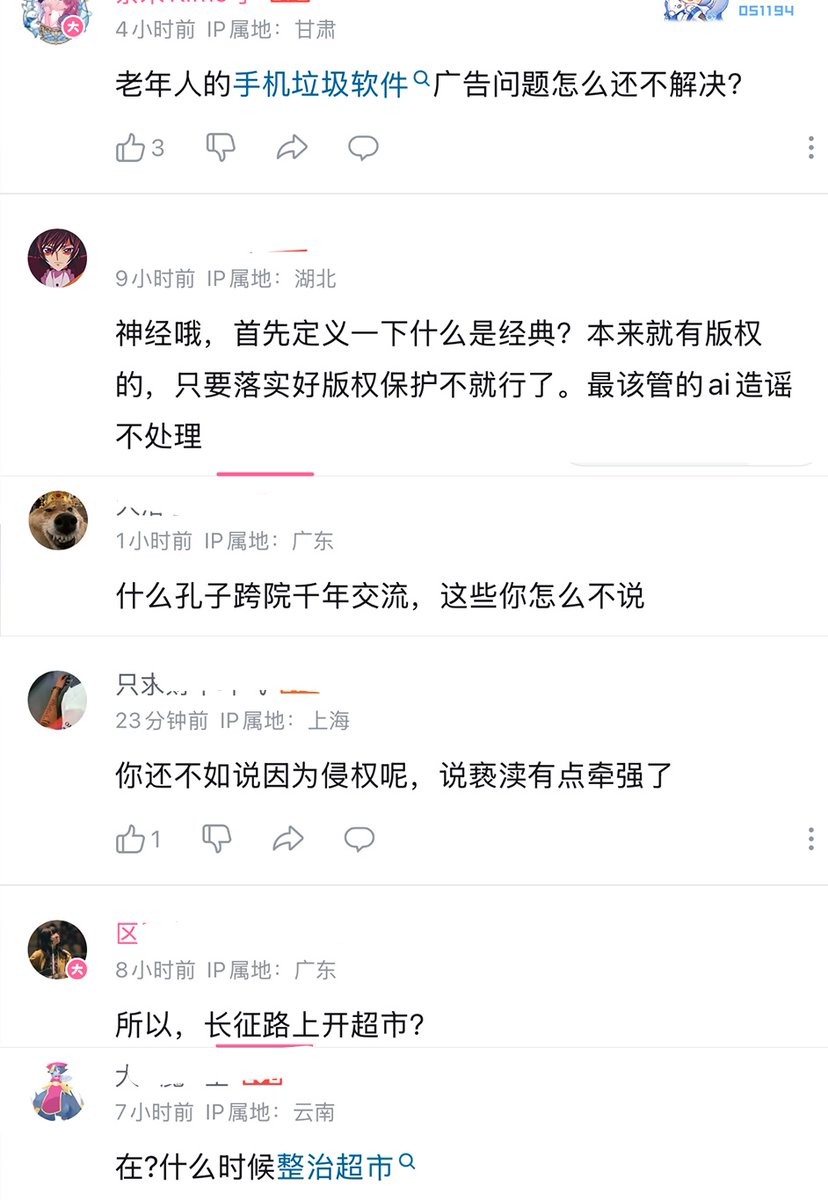 051194
4小时前 IP属地：甘肃
老年人的手机垃圾软件广告问题怎么还不解决？
3
9小时前 IP属地：湖北
神经哦，首先定义一下什么是经典？本来就有版权
的，只要落实好版权保护不就行了。最该管的ai造谣
不处理
1小时前 IP属地：广东
什么孔子跨院千年交流，这些你怎么不说
只求
23分钟前 IP属地：上海
你还不如说因为侵权呢，说亵渎有点牵强了
1
区
大
8小时前 IP属地：广东
所以，长征路上开超市？
7小时前 IP属地：云南
在?什么时候整治超市